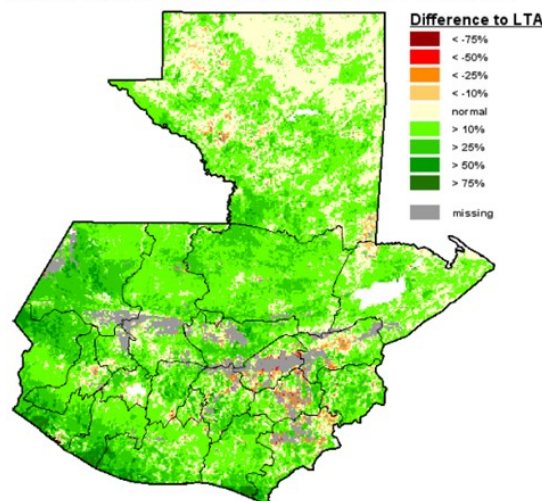 Difference to LTA
< -75%
< -50%
< -25%
< -10%
normal
> 10%
> 25%
> 50%
> 75%
missing